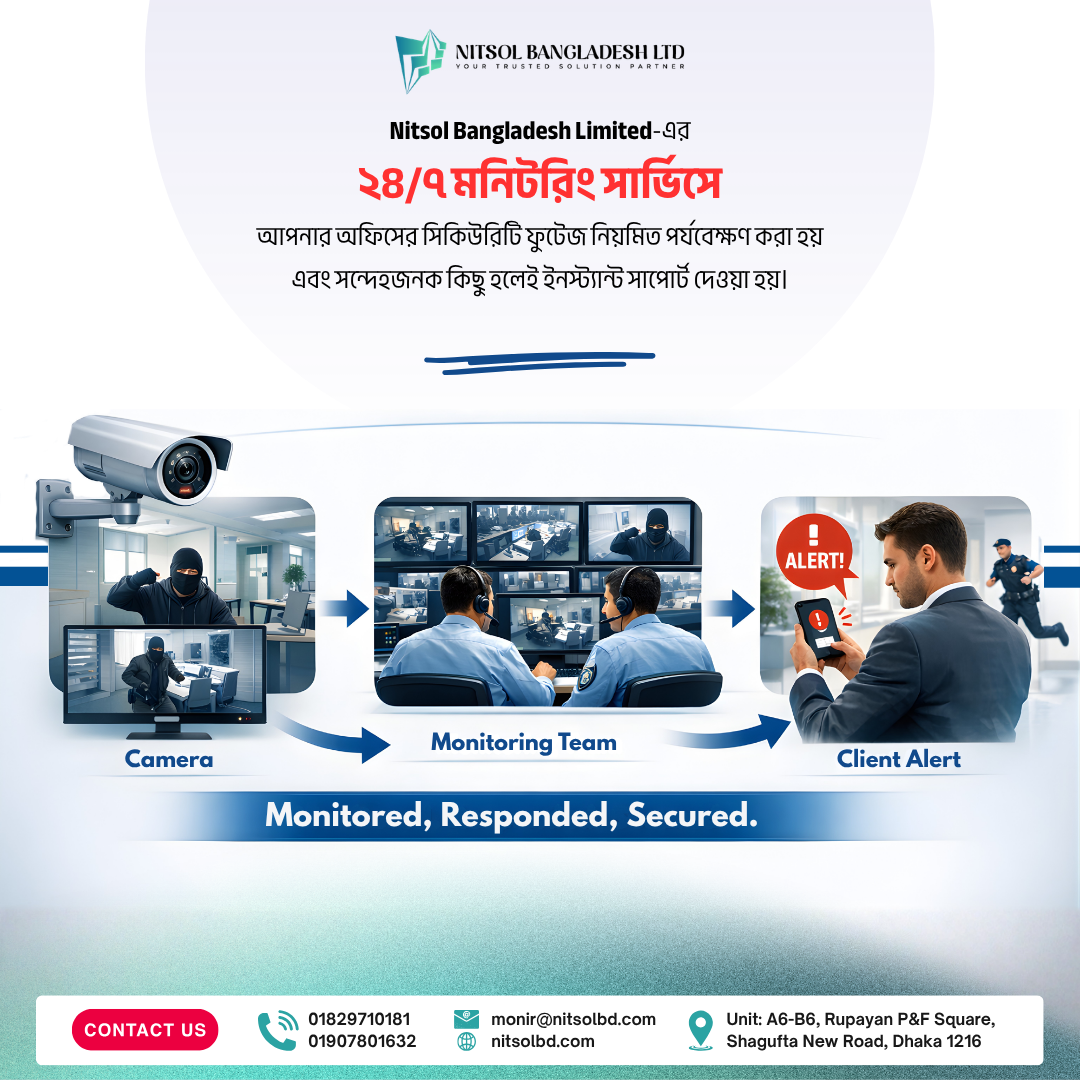 NITSOL BANGLADESH LTD
YOUR TRUSTED SOLUTION PARTNER
Nitsol Bangladesh Limited-এর
২৪/৭ মনিটরিং সার্ভিসে
আপনার অফিসের সিকিউরিটি ফুটেজ নিয়মিত পর্যবেক্ষণ করা হয়
এবং সন্দেহজনক কিছু হলেই ইনস্ট্যান্ট সাপোর্ট দেওয়া হয়।
!
ALERT!
!
Camera
Monitoring Team
Client Alert
Monitored, Responded, Secured.
CONTACT US
01829710181
01907801632
monir@nitsolbd.com
nitsolbd.com
Unit: A6-B6, Rupayan P&F Square,
Shagufta New Road, Dhaka 1216